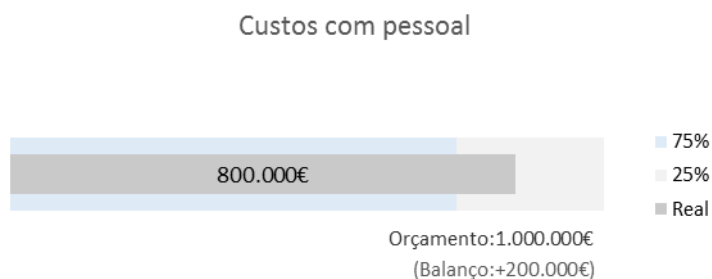 Custos com pessoal
800.000€
75%
25%
Real
Orçamento:1.000.000€
(Balanço:+200.000€)